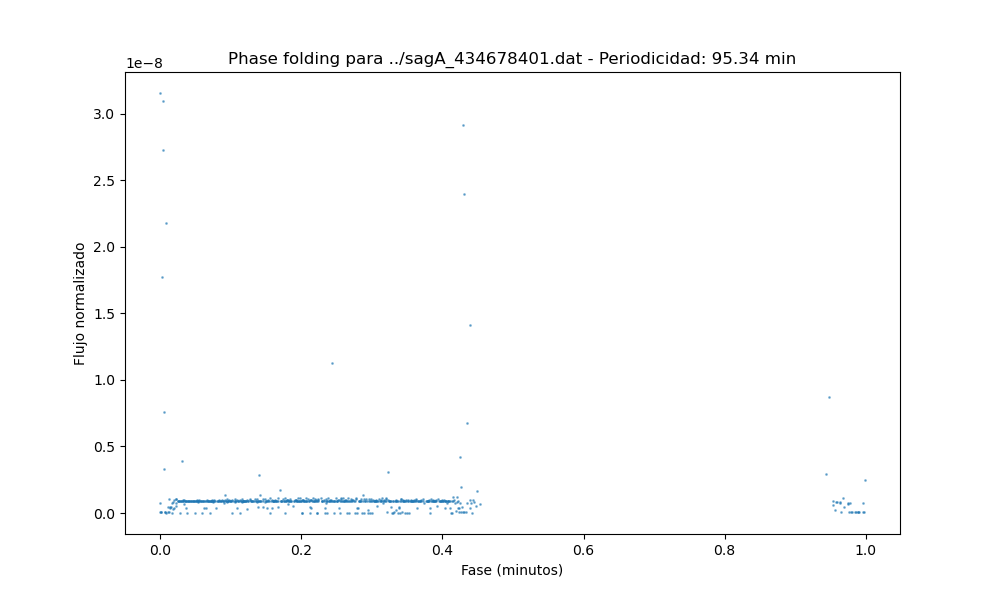 Phase folding para ../sagA_434678401.dat - Periodicidad: 95.34 min
1e−8
3.0
2.5
2.0
1.5
1.0
0.5
0.0
Flujo normalizado
0.0 0.2 0.4 0.6 0.8 1.0
Fase (minutos)